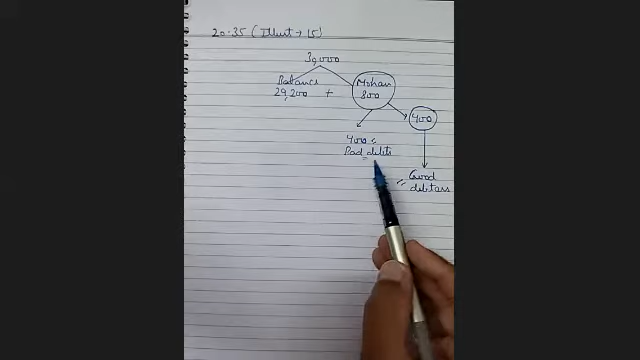 20.35 (Illust → 15)
30,000
Balance
29,200 +
Mohan
800
400
400 =
Bad debts
Good
debtors